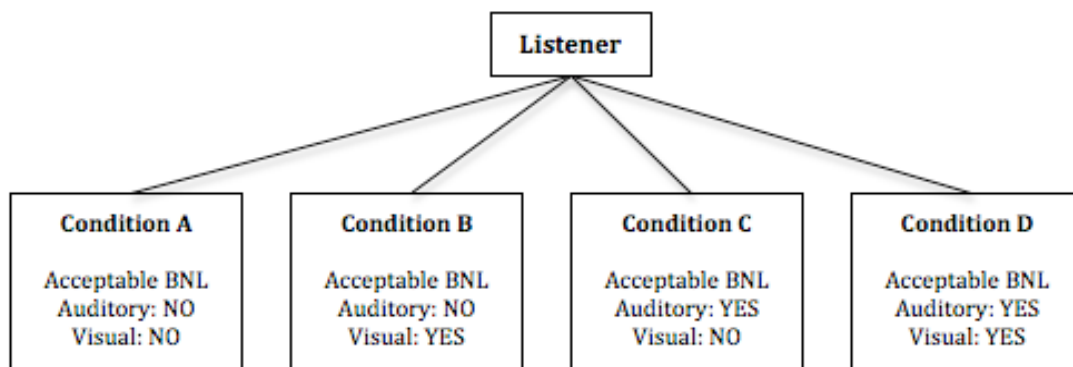 Listener
Condition A
Acceptable BNL
Auditory: NO
Visual: NO
Condition B
Acceptable BNL
Auditory: NO
Visual: YES
Condition C
Acceptable BNL
Auditory: YES
Visual: NO
Condition D
Acceptable BNL
Auditory: YES
Visual: YES